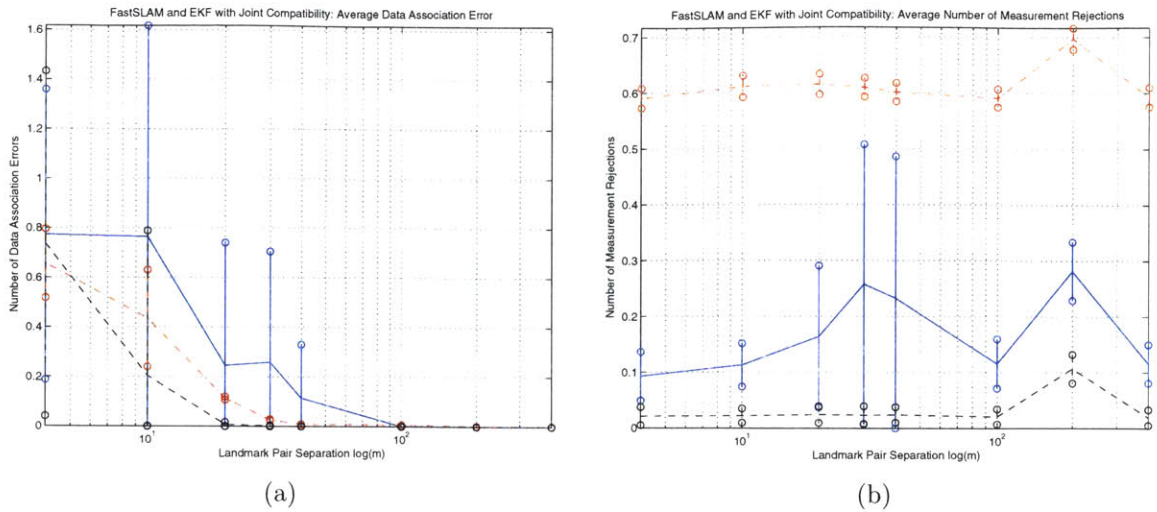 FastSLAM and EKF with Joint Compatibility: Average Data Association Error
1.6
1.4
1.2
1
0.8
0.6
0.4
0.2
0
Number of Data Association Errors
10^1
10^2
Landmark Pair Separation log(m)
(a)
FastSLAM and EKF with Joint Compatibility: Average Number of Measurement Rejections
0.7
0.6
0.5
0.4
0.3
0.2
0.1
0
Number of Measurement Rejections
10^1
10^2
Landmark Pair Separation log(m)
(b)